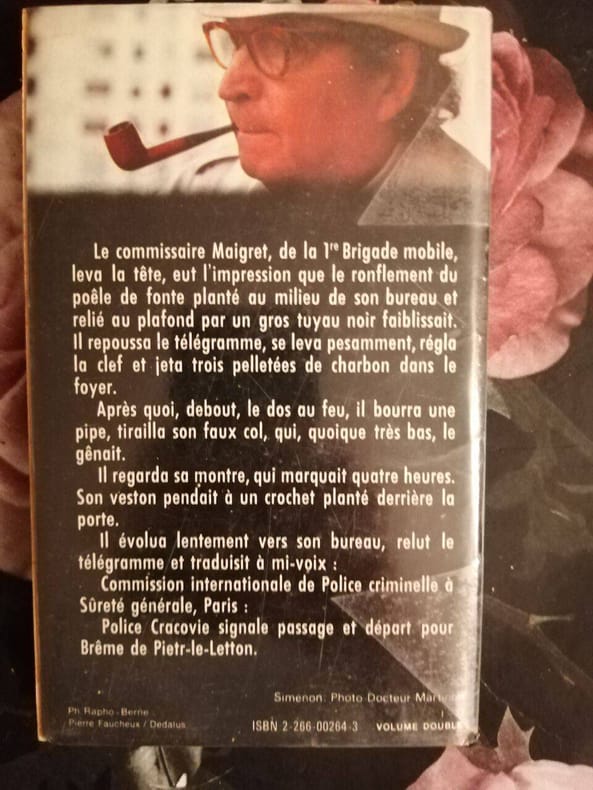 Le commissaire Maigret, de la 1re Brigade mobile,
leva la tête, eut l'impression que le ronflement du
poêle de fonte planté au milieu de son bureau et
relié au plafond par un gros tuyau noir faiblissait.
Il repoussa le télégramme, se leva pesamment, régla
la clef et jeta trois pelletées de charbon dans le
foyer.
Après quoi, debout, le dos au feu, il bourra une
pipe, tirailla son faux col, qui, quoique très bas, le
gênait.
Il regarda sa montre, qui marquait quatre heures.
Son veston pendait à un crochet planté derrière la
porte.
Il évolua lentement vers son bureau, relut le
télégramme et traduisit à mi-voix :
Commission internationale de Police criminelle à
Sûreté générale, Paris :
Police Cracovie signale passage et départ pour
Brême de Pietr-le-Letton.
Simenon: Photo Docteur
Ph. Rapho-Berne
Pierre Faucheux / Dedalus
ISBN 2-266-00264-3 VOLUME DOUBLE